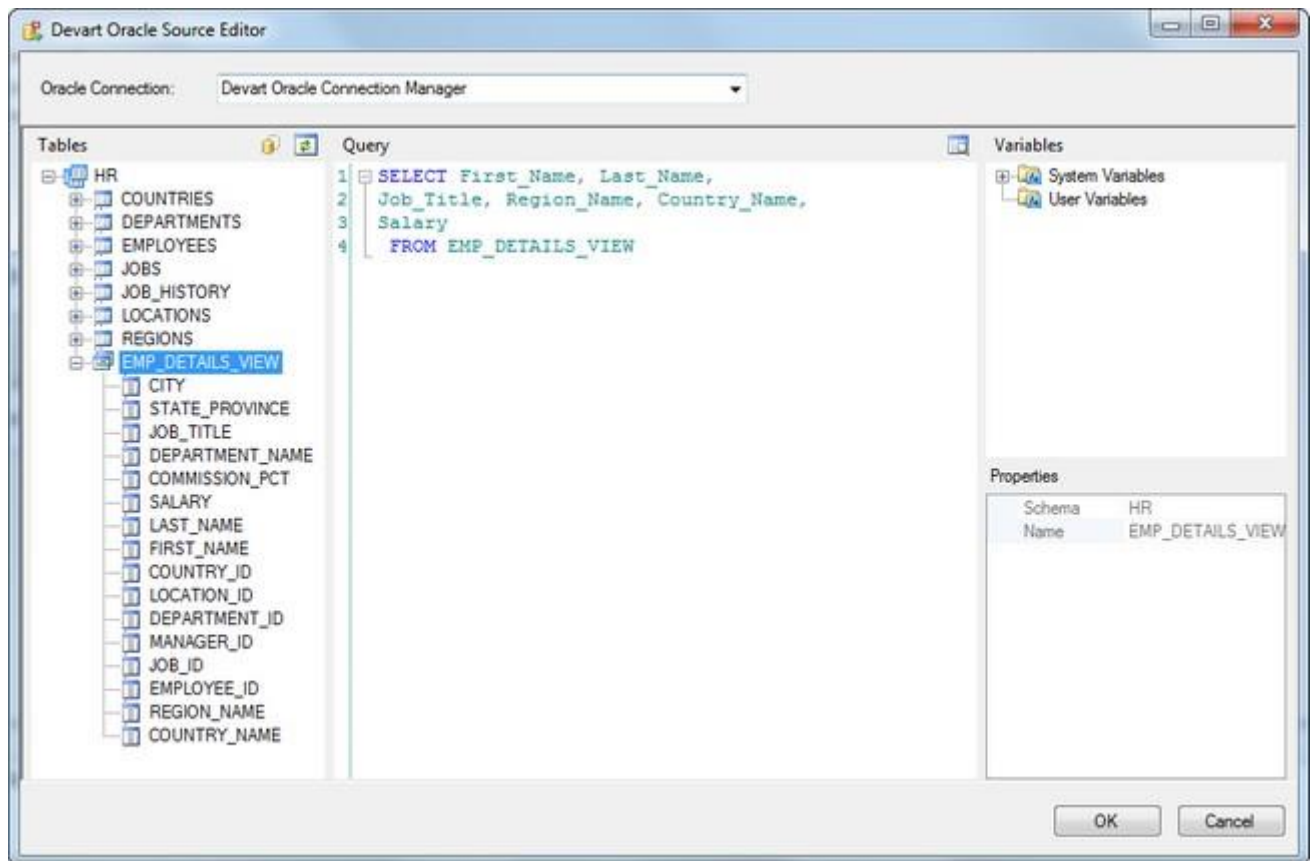 Devart Oracle Source Editor
Oracle Connection: Devart Oracle Connection Manager
Tables
HR
COUNTRIES
DEPARTMENTS
EMPLOYEES
JOBS
JOB_HISTORY
LOCATIONS
REGIONS
EMP_DETAILS_VIEW
CITY
STATE_PROVINCE
JOB_TITLE
DEPARTMENT_NAME
COMMISSION_PCT
SALARY
LAST_NAME
FIRST_NAME
COUNTRY_ID
LOCATION_ID
DEPARTMENT_ID
MANAGER_ID
JOB_ID
EMPLOYEE_ID
REGION_NAME
COUNTRY_NAME
Query
1 SELECT First_Name, Last_Name,
2 Job_Title, Region_Name, Country_Name,
3 Salary
4 FROM EMP_DETAILS_VIEW
Variables
System Variables
User Variables
Properties
Schema HR
Name EMP_DETAILS_VIEW
OK Cancel